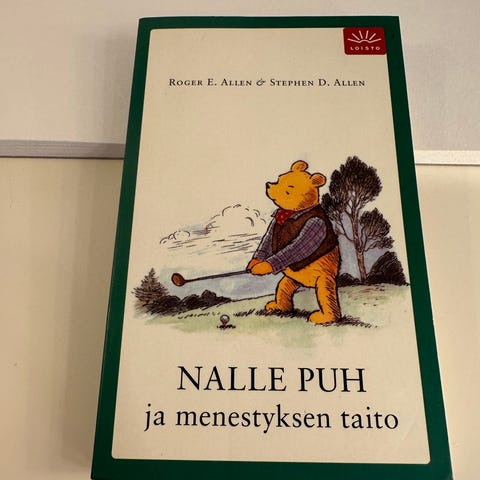 LOISTO
ROGER E. ALLEN & STEPHEN D. ALLEN
NALLE PUH
ja menestyksen taito